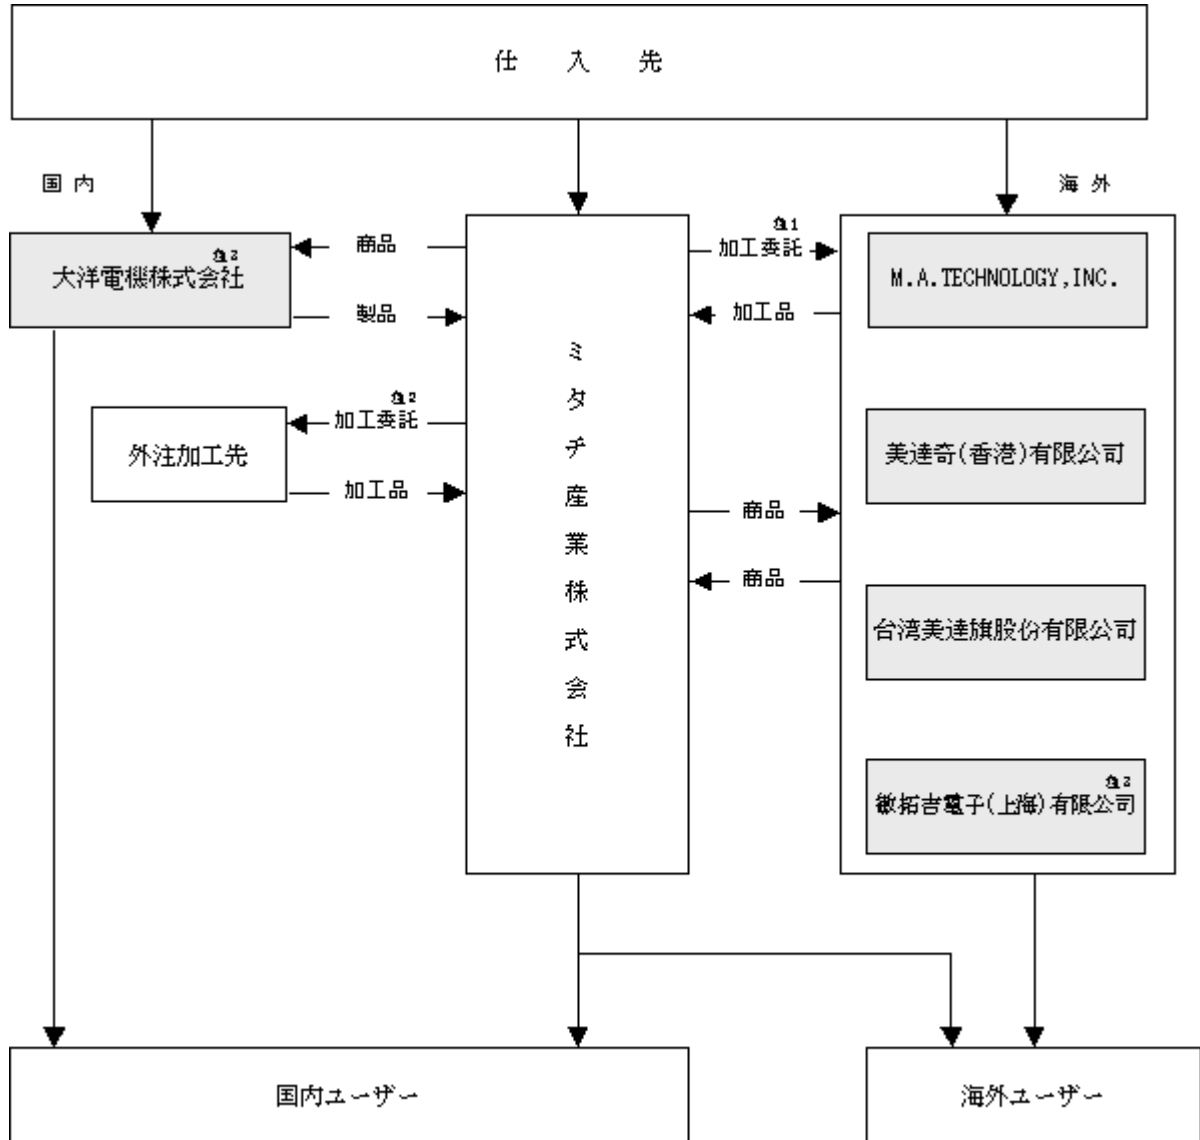 仕入先
国内
海外
商品
注3
大洋電機株式会社
製品
注1
加工委託
M.A.TECHNOLOGY,INC.
加工品
ミタチ産業株式会社
注2
加工委託
外注加工先
加工品
美達奇(香港)有限公司
商品
商品
台湾美達旗股份有限公司
敏拓吉電子(上海)有限公司
国内ユーザー
海外ユーザー